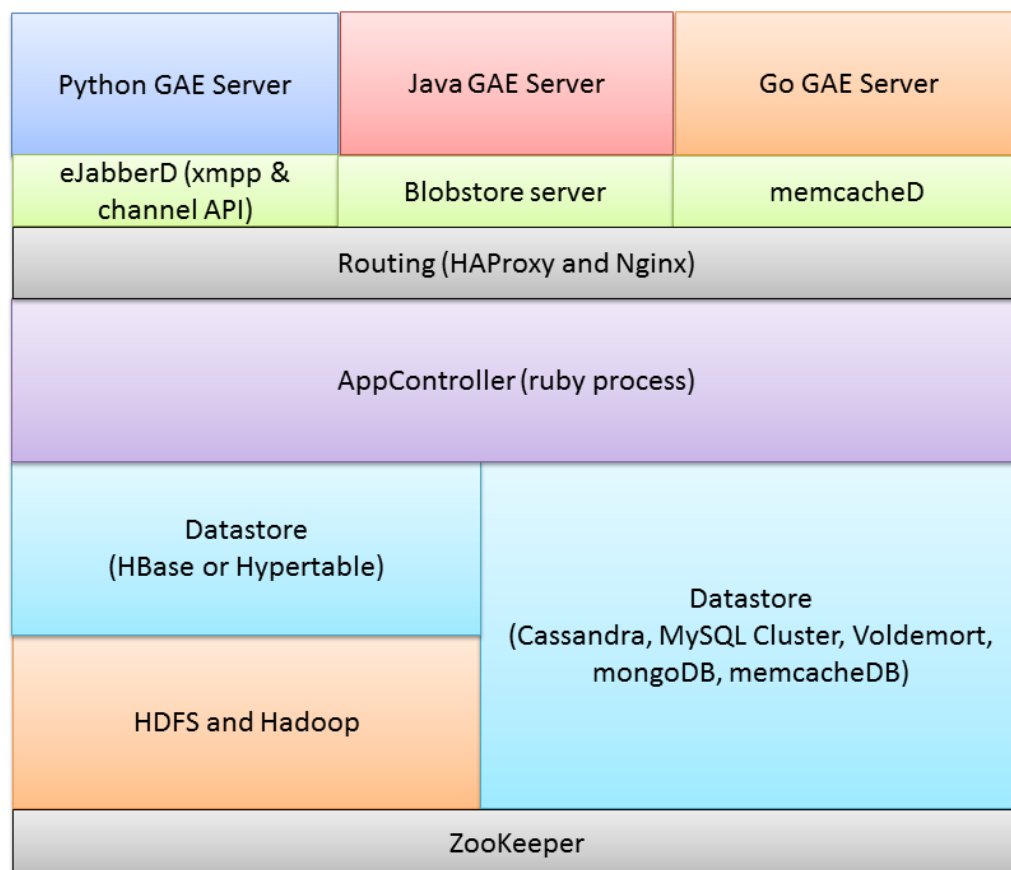 Python GAE Server
Java GAE Server
Go GAE Server
eJabberD (xmpp &
channel API)
Blobstore server
memcacheD
Routing (HAProxy and Nginx)
AppController (ruby process)
Datastore
(HBase or Hypertable)
Datastore
(Cassandra, MySQL Cluster, Voldemort,
mongoDB, memcacheDB)
HDFS and Hadoop
ZooKeeper